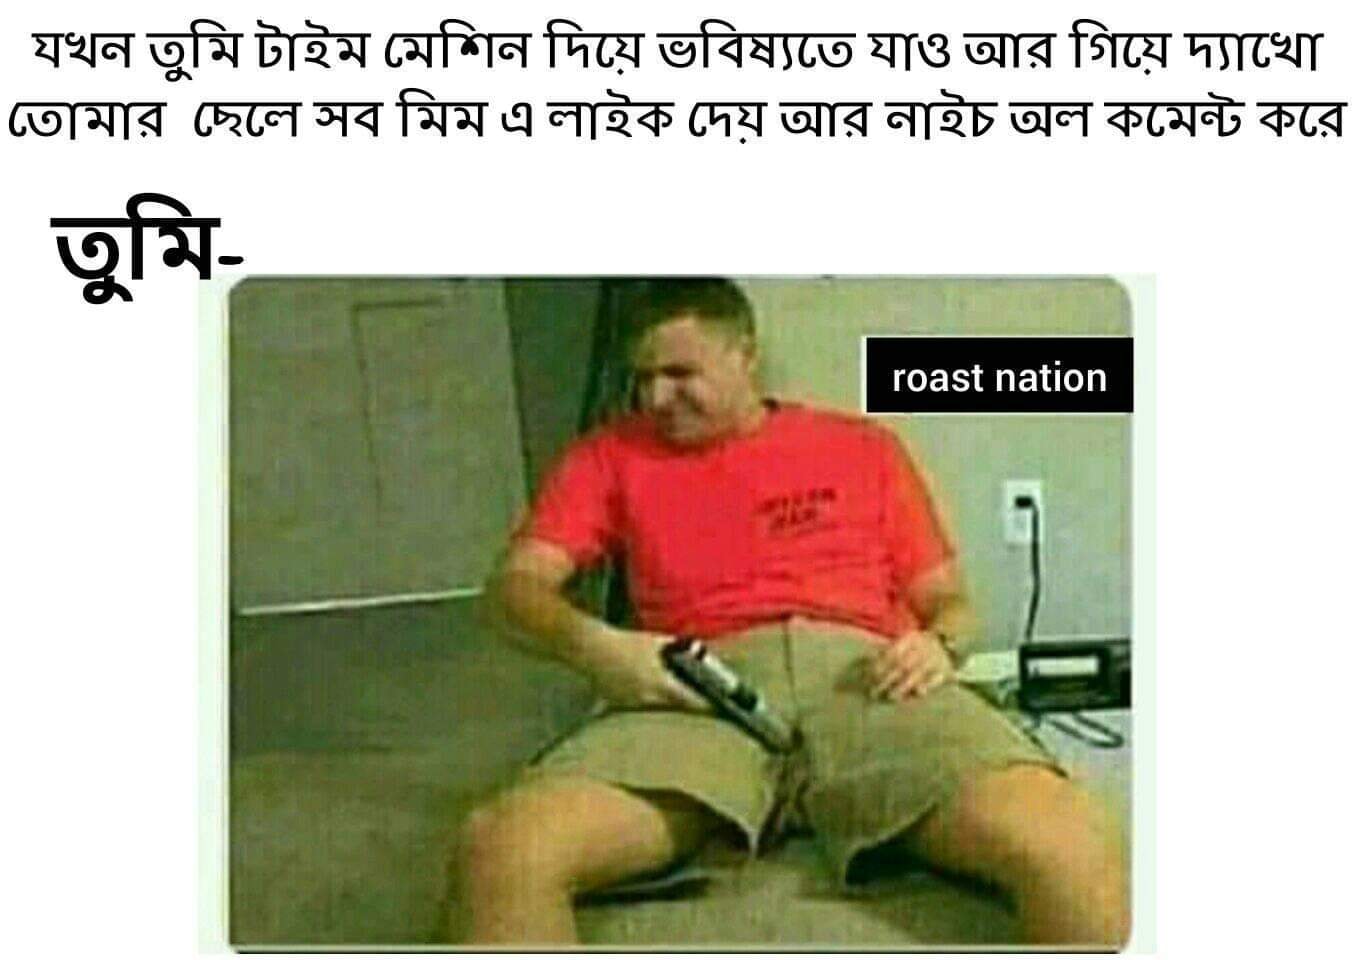 যখন তুমি টাইম মেশিন দিয়ে ভবিষ্যতে যাও আর গিয়ে দ্যাখো
তোমার ছেলে সব মিম এ লাইক দেয় আর নাইচ অল কমেন্ট করে
তুমি-
roast nation